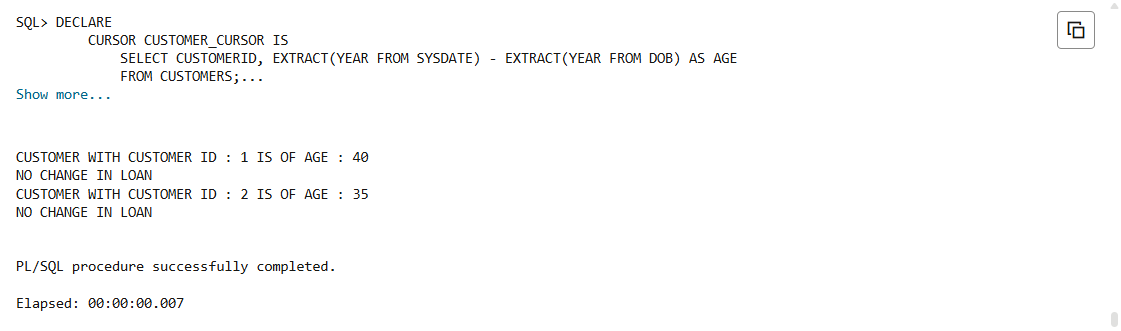 SQL> DECLARE
CURSOR CUSTOMER_CURSOR IS
SELECT CUSTOMERID, EXTRACT(YEAR FROM SYSDATE) - EXTRACT(YEAR FROM DOB) AS AGE
FROM CUSTOMERS;...
Show more...
CUSTOMER WITH CUSTOMER ID : 1 IS OF AGE : 40
NO CHANGE IN LOAN
CUSTOMER WITH CUSTOMER ID : 2 IS OF AGE : 35
NO CHANGE IN LOAN
PL/SQL procedure successfully completed.
Elapsed: 00:00:00.007